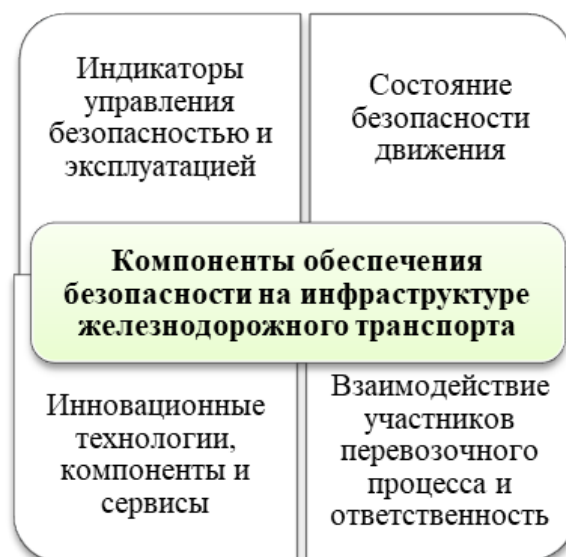 Индикаторы
управления
безопасностью и
эксплуатацией
Состояние
безопасности
движения
Компоненты обеспечения
безопасности на инфраструктуре
железнодорожного транспорта
Инновационные
технологии,
компоненты и
сервисы
Взаимодействие
участников
перевозочного
процесса и
ответственность